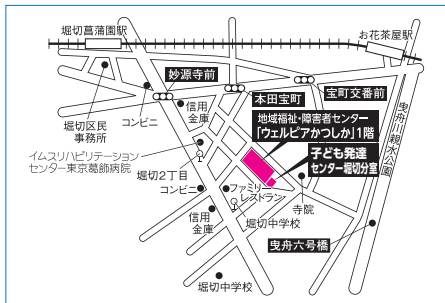 堀切菖蒲園駅
お花茶屋駅
妙源寺前
宝町交番前
本田宝町
地域福祉・障害者センター
「ウェルピアかつしか」1階
子ども発達
センター堀切分室
信用
金庫
コンビニ
堀切区民
事務所
イムスリハビリテーション
センター東京葛飾病院
堀切2丁目
コンビニ
ファミリー
レストラン
寺院
曳舟川親水公園
信用
金庫
堀切中学校
曳舟六号橋
堀切中学校